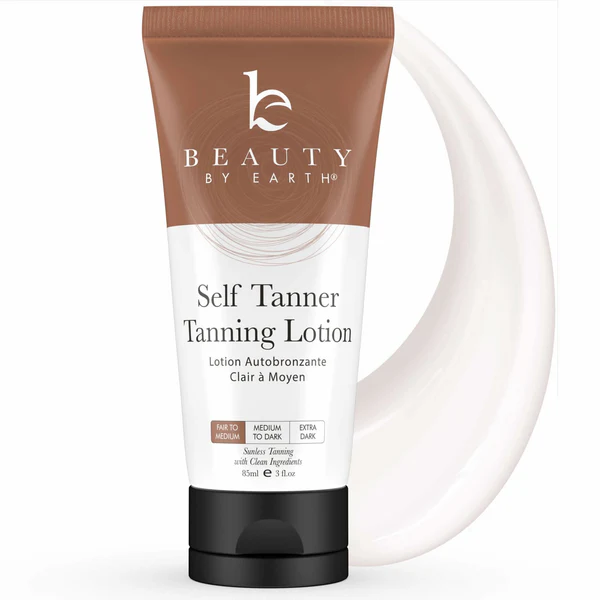 be
BEAUTY
BY EARTH®
Self Tanner
Tanning Lotion
Lotion Autobronzante
Clair à Moyen
FAIR TO MEDIUM
MEDIUM TO DARK
EXTRA DARK
Sunless Tanning
with Clean Ingredients
85ml e 3 fl.oz